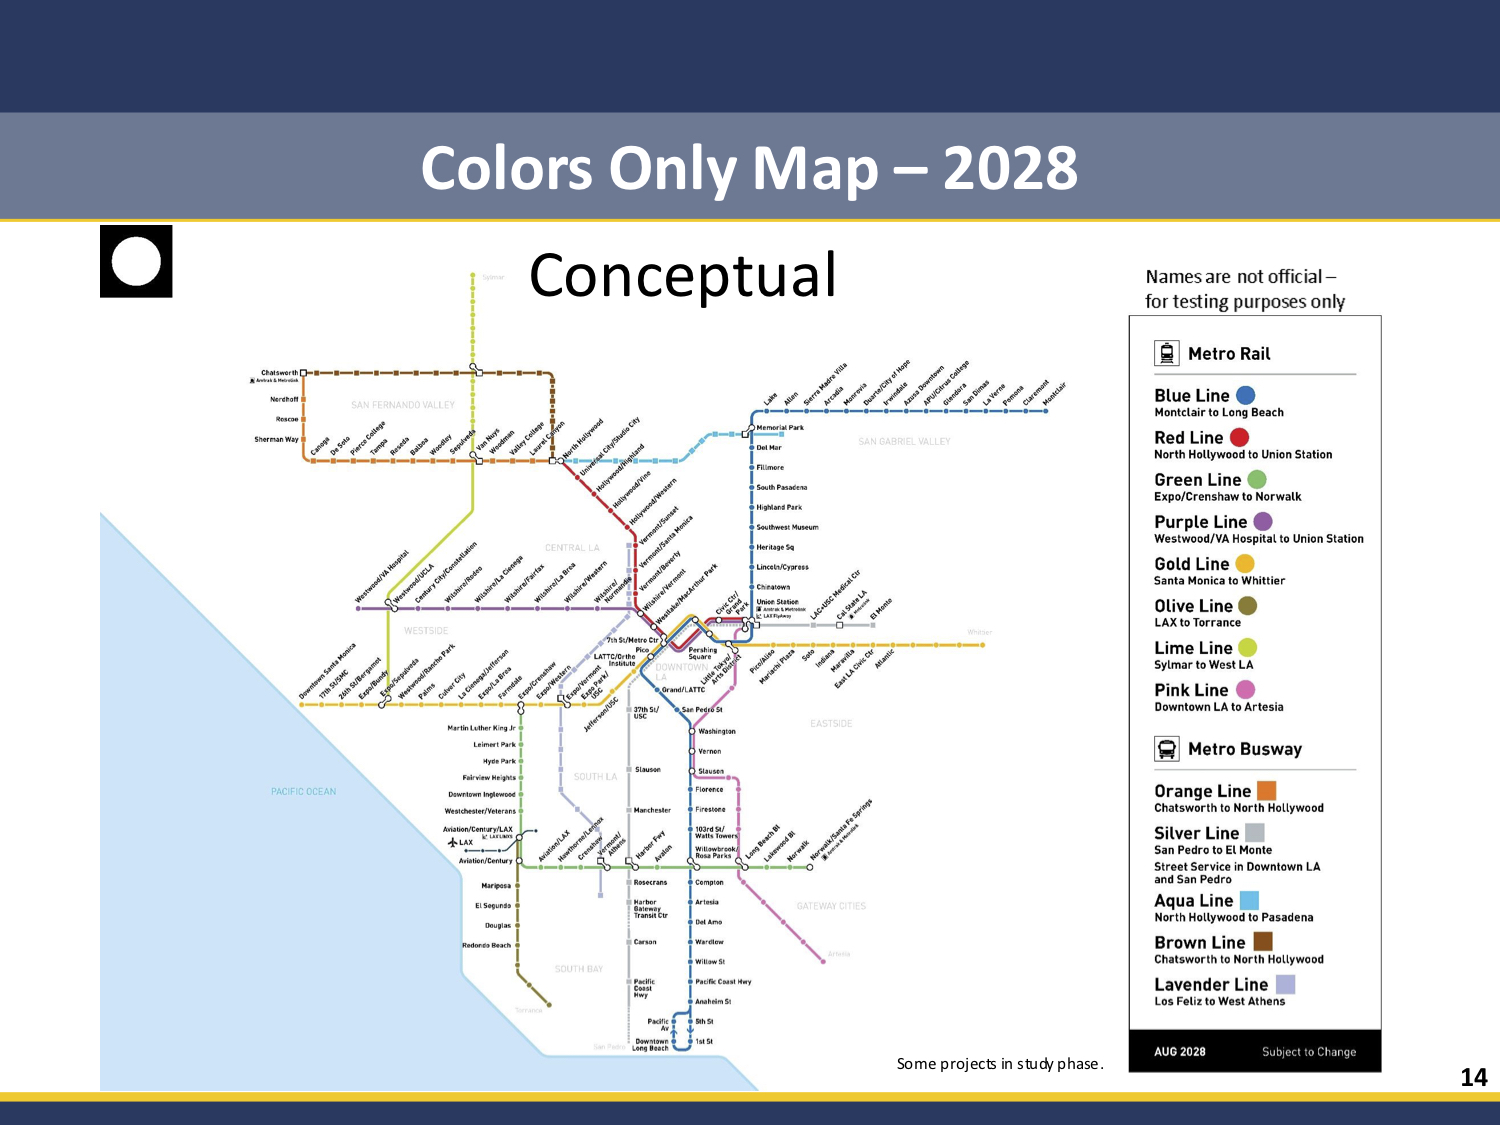 Colors Only Map – 2028
Conceptual
Names are not official –
for testing purposes only
Metro Rail
Blue Line
Montclair to Long Beach
Red Line
North Hollywood to Union Station
Green Line
Expo/Crenshaw to Norwalk
Purple Line
Westwood/VA Hospital to Union Station
Gold Line
Santa Monica to Whittier
Olive Line
LAX to Torrance
Lime Line
Sylmar to West LA
Pink Line
Downtown LA to Artesia
Metro Busway
Orange Line
Chatsworth to North Hollywood
Silver Line
San Pedro to El Monte
Street Service in Downtown LA
and San Pedro
Aqua Line
North Hollywood to Pasadena
Brown Line
Chatsworth to North Hollywood
Lavender Line
Los Feliz to West Athens
AUG 2028
Subject to Change
Sylmar
Chatsworth
Amtrak & Metrolink
Nordhoff
Roscoe
Sherman Way
SAN FERNANDO VALLEY
Canoga
De Soto
Pierce College
Tampa
Reseda
Balboa
Woodley
Sepulveda
Van Nuys
Woodman
Valley College
Laurel Canyon
North Hollywood
Universal City/Studio City
Hollywood/Highland
Hollywood/Vine
Hollywood/Western
Vermont/Sunset
Vermont/Santa Monica
Vermont/Beverly
Wilshire/Vermont
Westlake/MacArthur Park
Lake
Allen
Sierra Madre Villa
Arcadia
Monrovia
Duarte/City of Hope
Irwindale
Azusa Downtown
APU/Citrus College
Glendora
San Dimas
La Verne
Pomona
Claremont
Montclair
Memorial Park
SAN GABRIEL VALLEY
Del Mar
Fillmore
South Pasadena
Highland Park
Southwest Museum
Heritage Sq
Lincoln/Cypress
Chinatown
Union Station
Amtrak & Metrolink
LAX FlyAway
CENTRAL LA
Westwood/VA Hospital
Westwood/UCLA
Century City/Constellation
Wilshire/Rodeo
Wilshire/La Cienega
Wilshire/Fairfax
Wilshire/La Brea
Wilshire/Western
Wilshire/
Normandie
WESTSIDE
Civic Ctr/
Grand
Park
LAC+USC Medical Ctr
Cal State LA
Metrolink
El Monte
Whittier
7th St/Metro Ctr
Pico
LATTC/Ortho
Institute
Pershing
Square
DOWNTOWN
LA
Little Tokyo/
Arts District
Pico/Aliso
Mariachi Plaza
Soto
Indiana
Maravilla
East LA Civic Ctr
Atlantic
Downtown Santa Monica
17th St/SMC
26th St/Bergamot
Expo/Bundy
Expo/Sepulveda
Westwood/Rancho Park
Palms
Culver City
La Cienega/Jefferson
Expo/La Brea
Farmdale
Expo/Crenshaw
Expo/Western
Expo/Vermont
Expo Park/
USC
Jefferson/USC
Grand/LATTC
San Pedro St
37th St/
USC
Washington
Vernon
Slauson
EASTSIDE
Martin Luther King Jr
Leimert Park
Hyde Park
Fairview Heights
Downtown Inglewood
Westchester/Veterans
Aviation/Century/LAX
LAX
Aviation/Century
PACIFIC OCEAN
SOUTH LA
Slauson
Manchester
Florence
Firestone
103rd St/
Watts Towers
Willowbrook/
Rosa Parks
Aviation/LAX
Hawthorne/Lennox
Crenshaw
Vermont/
Athens
Harbor Fwy
Avalon
Long Beach Bl
Lakewood Bl
Norwalk
Norwalk/Santa Fe Springs
Amtrak & Metrolink
Mariposa
El Segundo
Douglas
Redondo Beach
Torrance
SOUTH BAY
Rosecrans
Harbor
Gateway
Transit Ctr
Carson
Pacific
Coast
Hwy
San Pedro
Compton
Artesia
Del Amo
Wardlow
Willow St
Pacific Coast Hwy
Anaheim St
Pacific
Av
5th St
Downtown
Long Beach
1st St
GATEWAY CITIES
Artesia
Some projects in study phase.
14